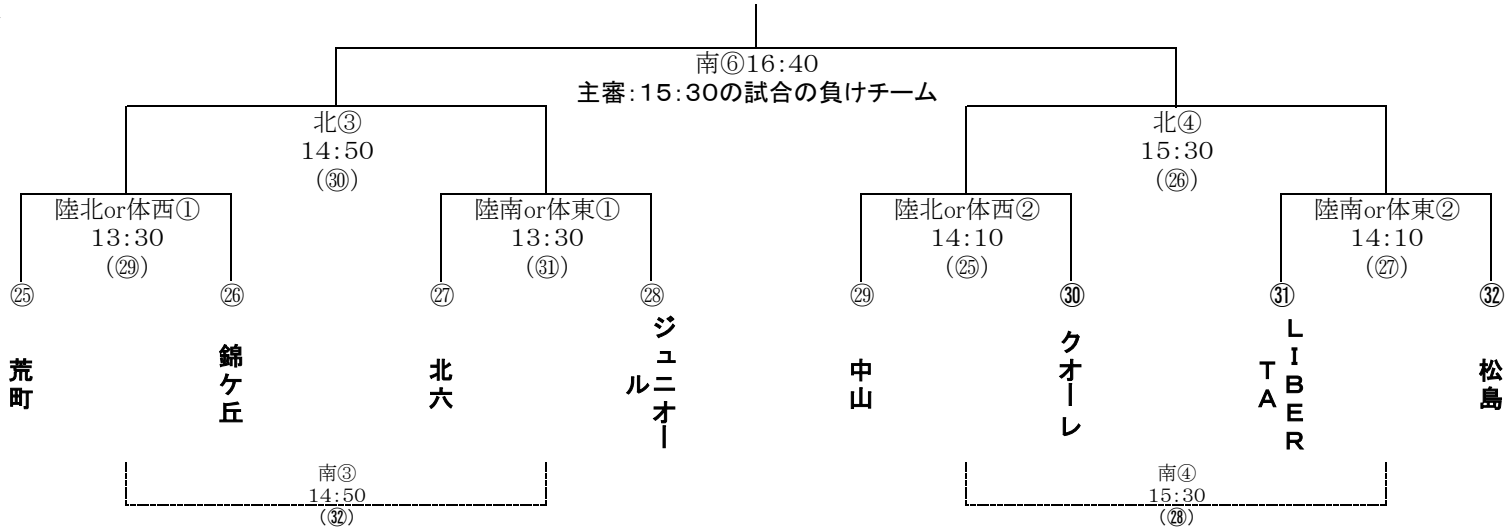 南⑥16:40
主審:15:30の試合の負けチーム
北③
14:50
(㉚)
北④
15:30
(㉖)
陸北or体西①
13:30
(㉙)
陸南or体東①
13:30
(㉛)
陸北or体西②
14:10
(㉕)
陸南or体東②
14:10
(㉗)
㉕
㉖
㉗
㉘
㉙
㉚
㉛
㉜
荒町
錦ケ丘
北六
ジュニオー
ル
中山
クオーレ
LIBER
TA
松島
南③
14:50
(㉜)
南④
15:30
(㉘)